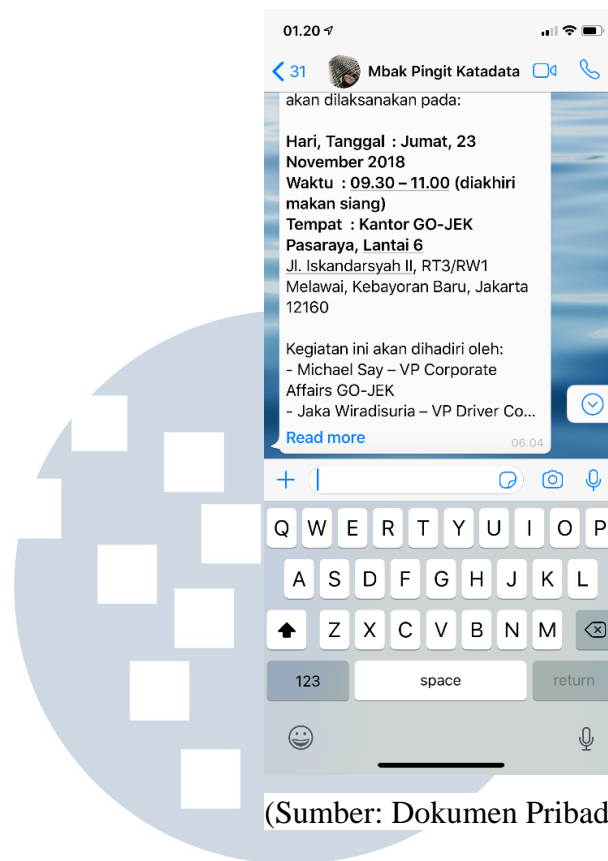 01.20
31 Mbak Pingit Katadata
akan dilaksanakan pada:
Hari, Tanggal : Jumat, 23
November 2018
Waktu : 09.30 – 11.00 (diakhiri
makan siang)
Tempat : Kantor GO-JEK
Pasaraya, Lantai 6
Jl. Iskandarsyah II, RT3/RW1
Melawai, Kebayoran Baru, Jakarta
12160
Kegiatan ini akan dihadiri oleh:
- Michael Say – VP Corporate
Affairs GO-JEK
- Jaka Wiradisuria – VP Driver Co...
Read more
06.04
Q W E R T Y U I O P
A S D F G H J K L
Z X C V B N M
123 space return
(Sumber: Dokumen Pribad